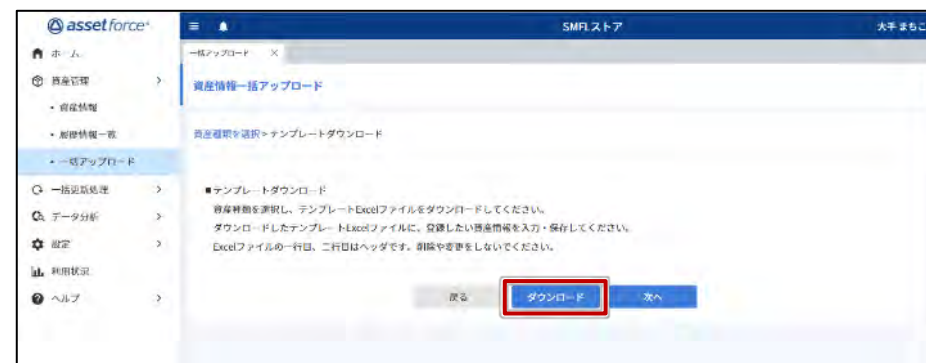 assetforce
SMFLストア
大手 まちこ
ホーム
一括アップロード ×
資産管理
資産情報一括アップロード
・資産情報
・履歴情報一覧
資産種類を選択>テンプレートダウンロード
・一括アップロード
一括更新処理
■テンプレートダウンロード
資産種類を選択し、テンプレートExcelファイルをダウンロードしてください。
データ分析
ダウンロードしたテンプレートExcelファイルに、登録したい資産情報を入力・保存してください。
設定
Excelファイルの一行目、二行目はヘッダです。削除や変更をしないでください。
利用状況
ヘルプ
戻る ダウンロード 次へ